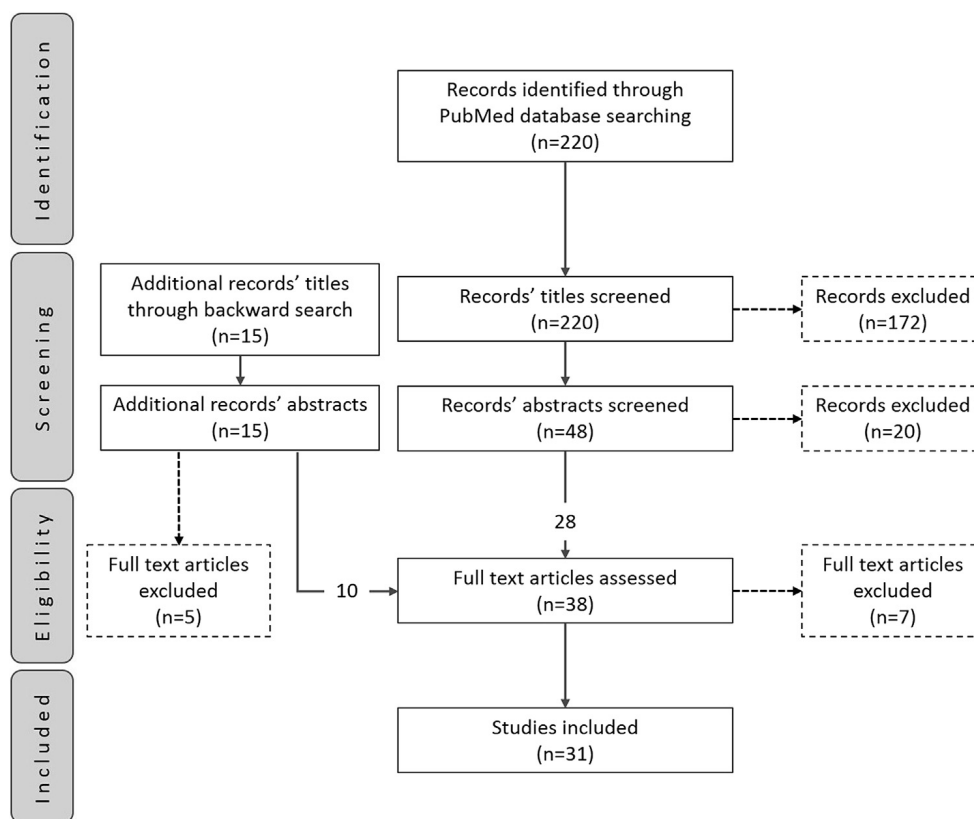 Identification
Records identified through
PubMed database searching
(n=220)
Screening
Additional records’ titles
through backward search
(n=15)
Records’ titles screened
(n=220)
Records excluded
(n=172)
Additional records’ abstracts
(n=15)
Records’ abstracts screened
(n=48)
Records excluded
(n=20)
Eligibility
28
Full text articles
excluded
(n=5)
10
Full text articles assessed
(n=38)
Full text articles
excluded
(n=7)
Included
Studies included
(n=31)